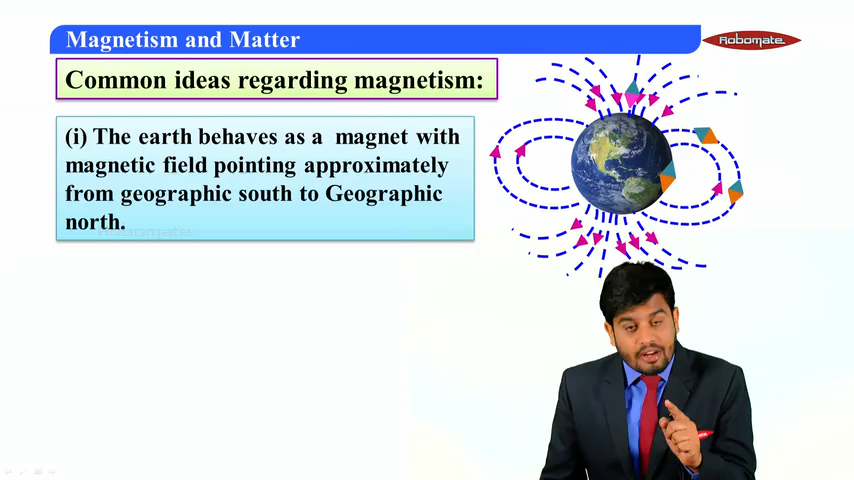 Magnetism and Matter
Robomate
Common ideas regarding magnetism:
(i) The earth behaves as a magnet with
magnetic field pointing approximately
from geographic south to Geographic
north.
Robomate